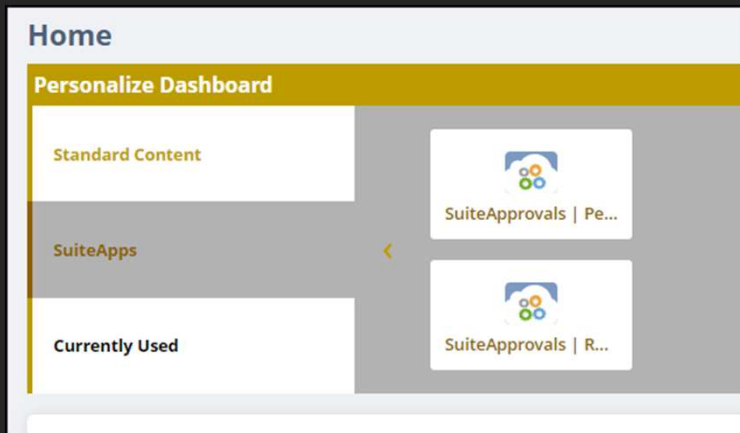 Home
Personalize Dashboard
Standard Content
SuiteApps
Currently Used
SuiteApprovals | Pe...
SuiteApprovals | R...